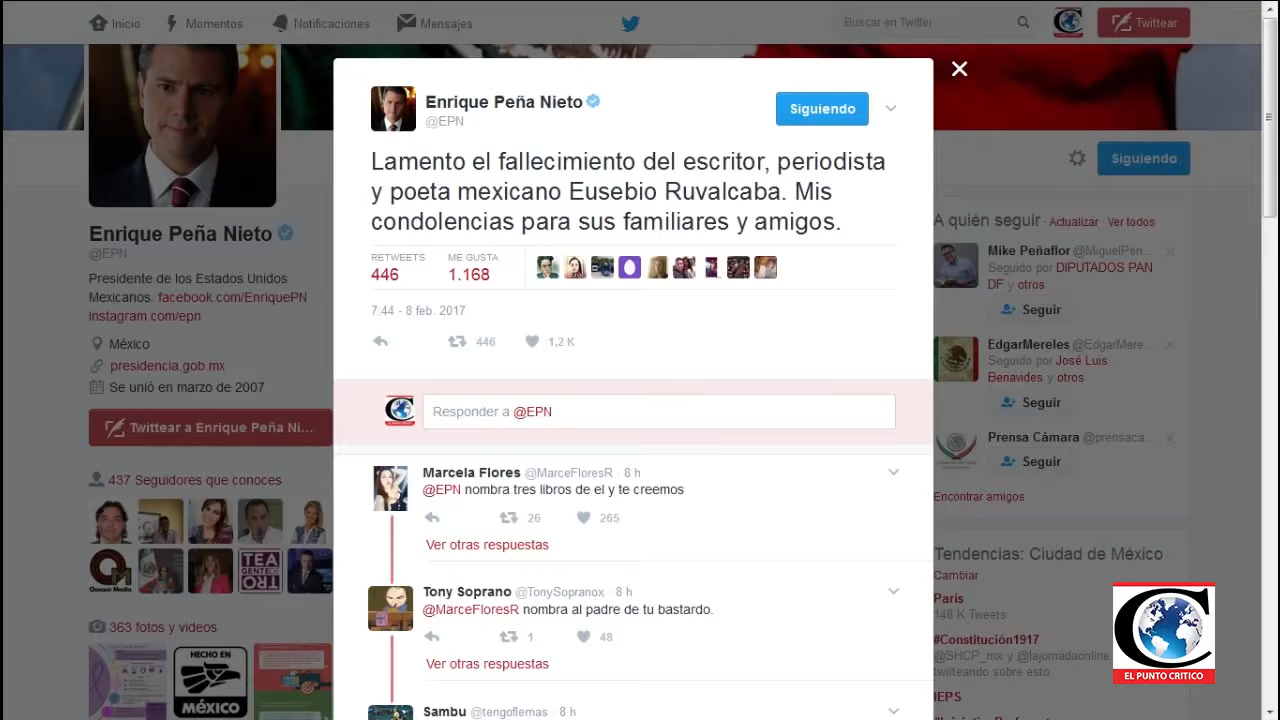 Inicio
Momentos
Notificaciones
Mensajes
Buscar en Twitter
Twittear
Enrique Peña Nieto
@EPN
Siguiendo
Lamento el fallecimiento del escritor, periodista
y poeta mexicano Eusebio Ruvalcaba. Mis
condolencias para sus familiares y amigos.
RETWEETS
446
ME GUSTA
1.168
7:44 - 8 feb. 2017
446
1,2 K
Responder a @EPN
Marcela Flores @MarceFloresR · 8 h
@EPN nombra tres libros de el y te creemos
26
265
Ver otras respuestas
Tony Soprano @TonySopranox · 8 h
@MarceFloresR nombra al padre de tu bastardo.
1
48
Ver otras respuestas
Sambu @tengoflemas · 8 h
Enrique Peña Nieto
@EPN
Presidente de los Estados Unidos
Mexicanos. facebook.com/EnriquePN
Instagram.com/epn
México
presidencia.gob.mx
Se unió en marzo de 2007
Twittear a Enrique Peña Ni...
437 Seguidores que conoces
Oaxaca Media
TEA
GENTE DE
TRO
363 fotos y videos
HECHO EN
MÉXICO
Siguiendo
A quién seguir · Actualizar · Ver todos
Mike Peñaflor @MiguelPen...
Seguido por DIPUTADOS PAN
DF y otros
Seguir
EdgarMereles @EdgarMere...
Seguido por José Luis
Benavides y otros
Seguir
Prensa Cámara @prensaca...
Seguir
Encontrar amigos
Tendencias: Ciudad de México
Cambiar
París
148 K Tweets
#Constitución1917
@SHCP_mx y @lajornadaonline
twitteando sobre esto
IEPS
C
EL PUNTO CRITICO